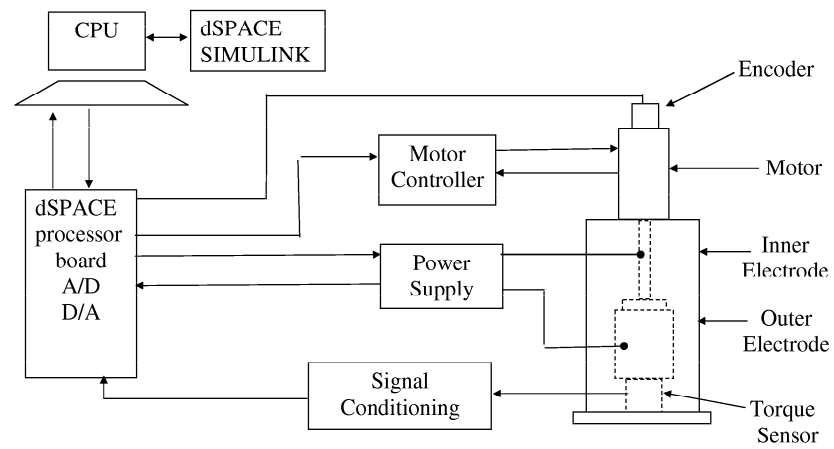 CPU
dSPACE
SIMULINK
Encoder
Motor
Controller
Motor
dSPACE
processor
board
A/D
D/A
Power
Supply
Inner
Electrode
Outer
Electrode
Signal
Conditioning
Torque
Sensor